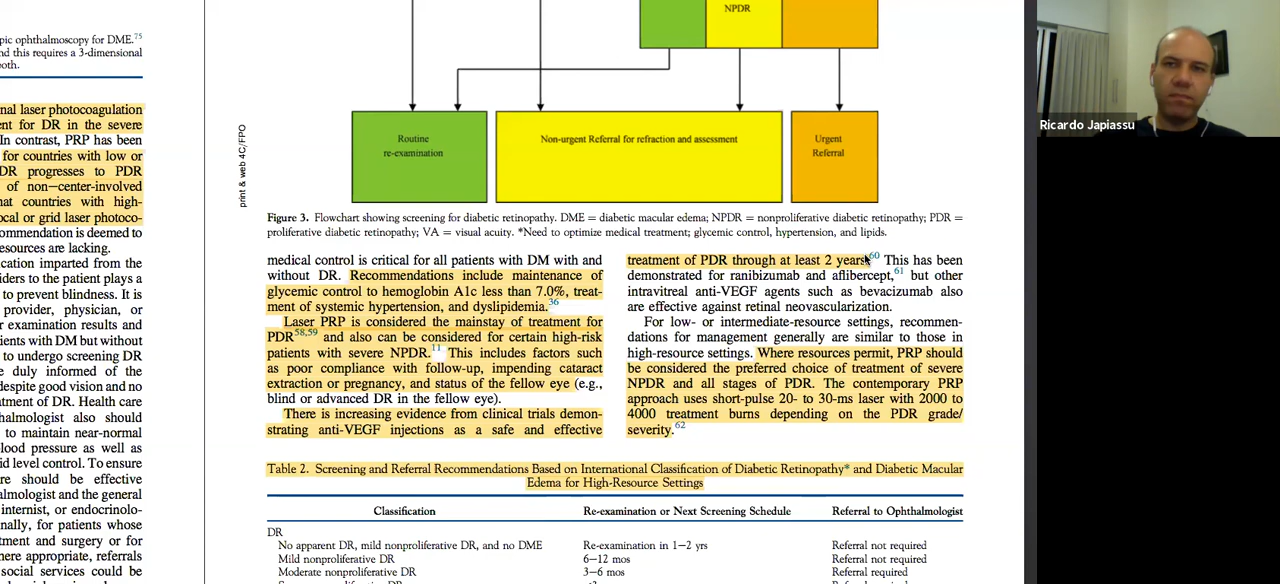 pic ophthalmoscopy for DME.75
nd this requires a 3-dimensional
oth.
nal laser photocoagulation
ent for DR in the severe
In contrast, PRP has been
for countries with low or
DR progresses to PDR
of non—center-involved
hat countries with high-
ocal or grid laser photoco-
ommendation is deemed to
esources are lacking.
ication imparted from the
iders to the patient plays a
to prevent blindness. It is
provider, physician, or
r examination results and
ients with DM but without
to undergo screening DR
e duly informed of the
despite good vision and no
atment of DR. Health care
thalmologist also should
to maintain near-normal
blood pressure as well as
id level control. To ensure
re should be effective
almologist and the general
internist, or endocrinolo-
nally, for patients whose
tment and surgery or for
here appropriate, referrals
social services could be
print & web 4C/FPO
NPDR
Routine
re-examination
Non-urgent Referral for refraction and assessment
Urgent
Referral
Figure 3. Flowchart showing screening for diabetic retinopathy. DME = diabetic macular edema; NPDR = nonproliferative diabetic retinopathy; PDR =
proliferative diabetic retinopathy; VA = visual acuity. *Need to optimize medical treatment; glycemic control, hypertension, and lipids.
medical control is critical for all patients with DM with and
without DR. Recommendations include maintenance of
glycemic control to hemoglobin A1c less than 7.0%, treat-
ment of systemic hypertension, and dyslipidemia.36
Laser PRP is considered the mainstay of treatment for
PDR58,59 and also can be considered for certain high-risk
patients with severe NPDR.11 This includes factors such
as poor compliance with follow-up, impending cataract
extraction or pregnancy, and status of the fellow eye (e.g.,
blind or advanced DR in the fellow eye).
There is increasing evidence from clinical trials demon-
strating anti-VEGF injections as a safe and effective
treatment of PDR through at least 2 years.60 This has been
demonstrated for ranibizumab and aflibercept,61 but other
intravitreal anti-VEGF agents such as bevacizumab also
are effective against retinal neovascularization.
For low- or intermediate-resource settings, recommen-
dations for management generally are similar to those in
high-resource settings. Where resources permit, PRP should
be considered the preferred choice of treatment of severe
NPDR and all stages of PDR. The contemporary PRP
approach uses short-pulse 20- to 30-ms laser with 2000 to
4000 treatment burns depending on the PDR grade/
severity.62
Table 2. Screening and Referral Recommendations Based on International Classification of Diabetic Retinopathy* and Diabetic Macular
Edema for High-Resource Settings
Classification Re-examination or Next Screening Schedule Referral to Ophthalmologist
DR
No apparent DR, mild nonproliferative DR, and no DME Re-examination in 1—2 yrs Referral not required
Mild nonproliferative DR 6—12 mos Referral not required
Moderate nonproliferative DR 3—6 mos Referral required
Ricardo Japiassu